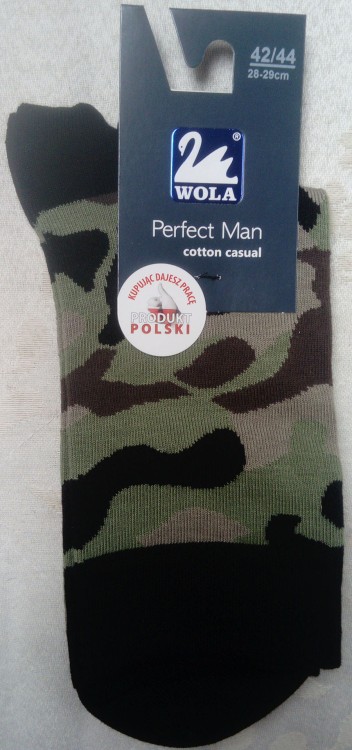 42/44
28-29cm
®
WOLA
Perfect Man
cotton casual
KUPUJĄC DAJESZ PRACĘ
PRODUKT
POLSKI